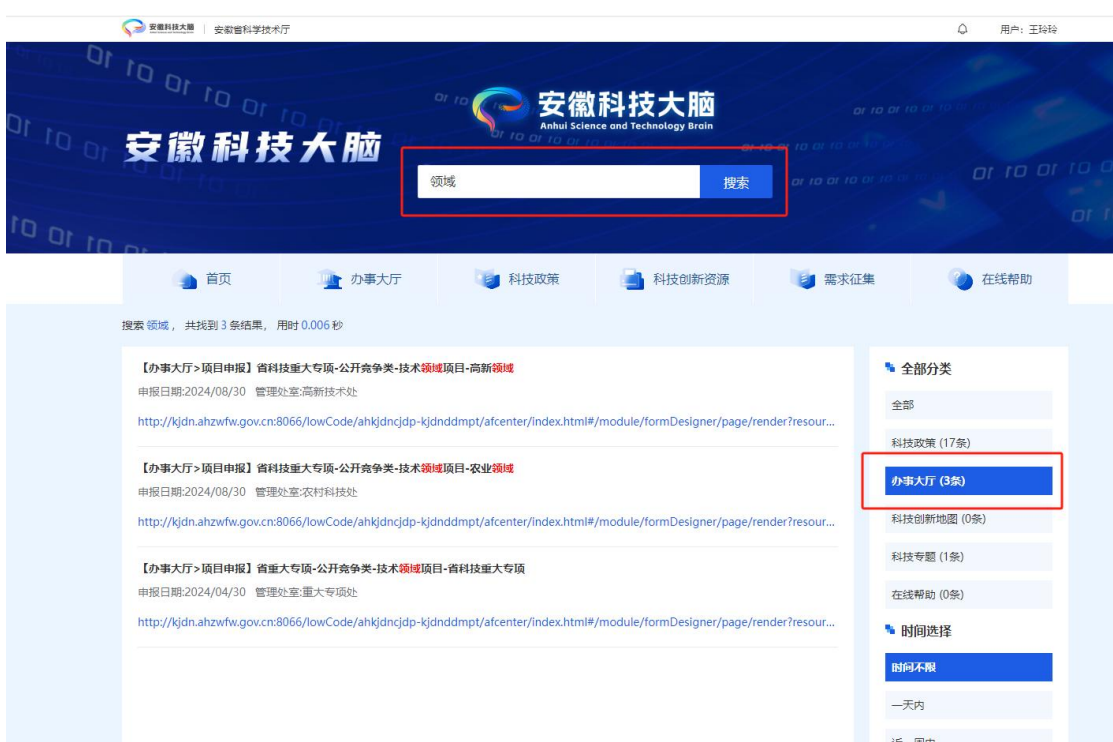 安徽科技大脑 安徽省科学技术厅 用户：王玲玲
安徽科技大脑
Anhui Science and Technology Brain
安徽科技大脑
领域 搜索
首页 办事大厅 科技政策 科技创新资源 需求征集 在线帮助
搜索 领域， 共找到 3 条结果， 用时 0.006 秒
【办事大厅>项目申报】省科技重大专项-公开竞争类-技术领域项目-高新领域
申报日期:2024/08/30 管理处室:高新技术处
http://kjdn.ahzwfw.gov.cn:8066/lowCode/ahkjdncjdp-kjdnddmpt/afcenter/index.html#/module/formDesigner/page/render?resour...
【办事大厅>项目申报】省科技重大专项-公开竞争类-技术领域项目-农业领域
申报日期:2024/08/30 管理处室:农村科技处
http://kjdn.ahzwfw.gov.cn:8066/lowCode/ahkjdncjdp-kjdnddmpt/afcenter/index.html#/module/formDesigner/page/render?resour...
【办事大厅>项目申报】省重大专项-公开竞争类-技术领域项目-省科技重大专项
申报日期:2024/04/30 管理处室:重大专项处
http://kjdn.ahzwfw.gov.cn:8066/lowCode/ahkjdncjdp-kjdnddmpt/afcenter/index.html#/module/formDesigner/page/render?resour...
全部分类
全部
科技政策 (17条)
办事大厅 (3条)
科技创新地图 (0条)
科技专题 (1条)
在线帮助 (0条)
时间选择
时间不限
一天内